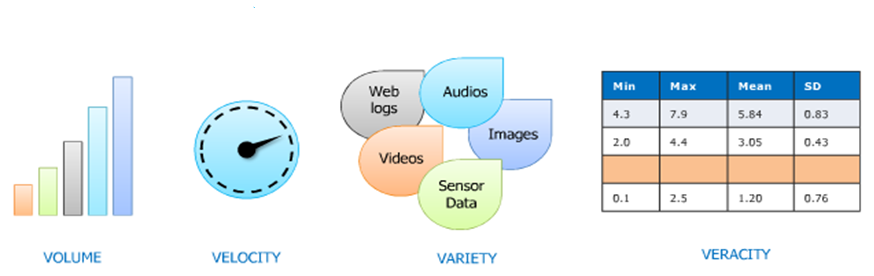 Web
logs
Audios
Images
Videos
Sensor
Data
Min Max Mean SD
4.3 7.9 5.84 0.83
2.0 4.4 3.05 0.43
0.1 2.5 1.20 0.76
VOLUME
VELOCITY
VARIETY
VERACITY